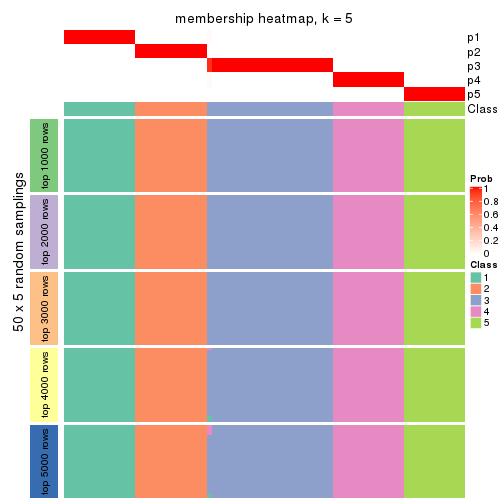 membership heatmap, k = 5
p1
p2
p3
p4
p5
Class
50 x 5 random samplings
top 1000 rows
top 2000 rows
top 3000 rows
top 4000 rows
top 5000 rows
Prob
1
0.8
0.6
0.4
0.2
0
Class
1
2
3
4
5